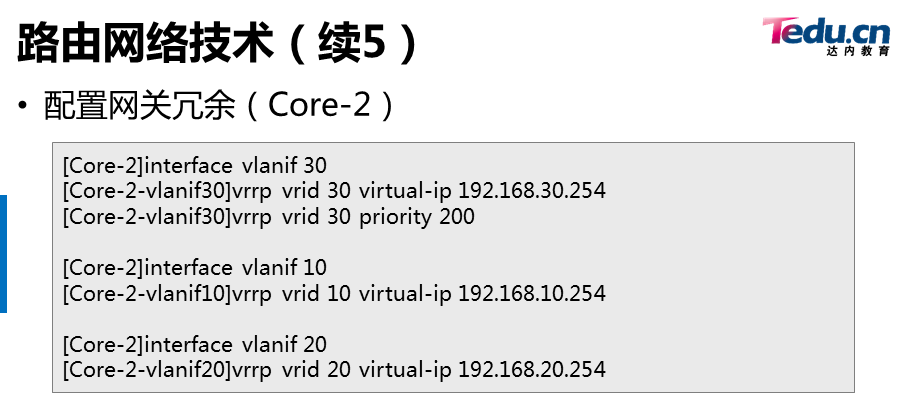 路由网络技术（续5）
Tedu.cn
达内教育
• 配置网关冗余（Core-2）
[Core-2]interface vlanif 30
[Core-2-vlanif30]vrrp vrid 30 virtual-ip 192.168.30.254
[Core-2-vlanif30]vrrp vrid 30 priority 200
[Core-2]interface vlanif 10
[Core-2-vlanif10]vrrp vrid 10 virtual-ip 192.168.10.254
[Core-2]interface vlanif 20
[Core-2-vlanif20]vrrp vrid 20 virtual-ip 192.168.20.254